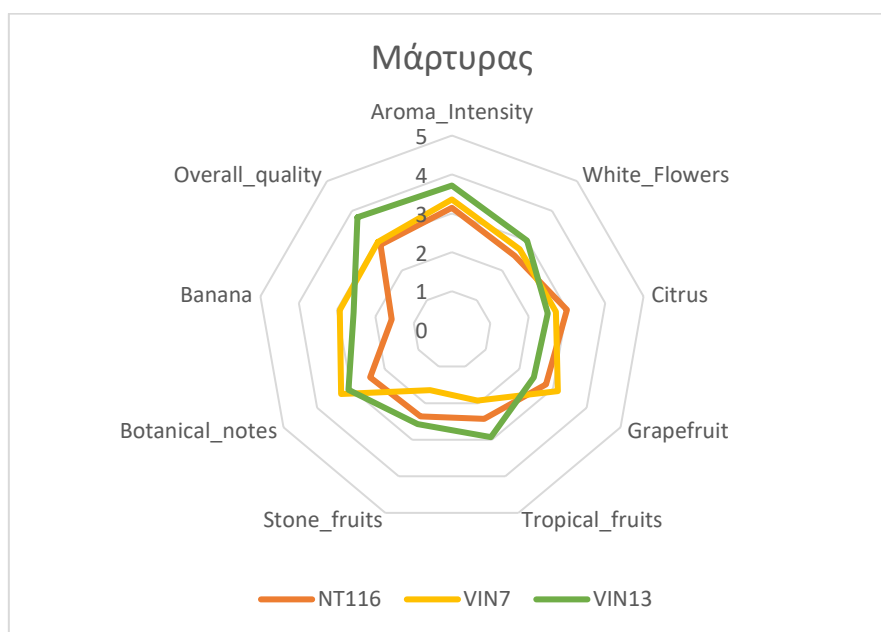 Μάρτυρας
Aroma_Intensity
5
Overall_quality
White_Flowers
4
3
2
Banana
Citrus
1
0
Botanical_notes
Grapefruit
Stone_fruits
Tropical_fruits
NT116 VIN7 VIN13